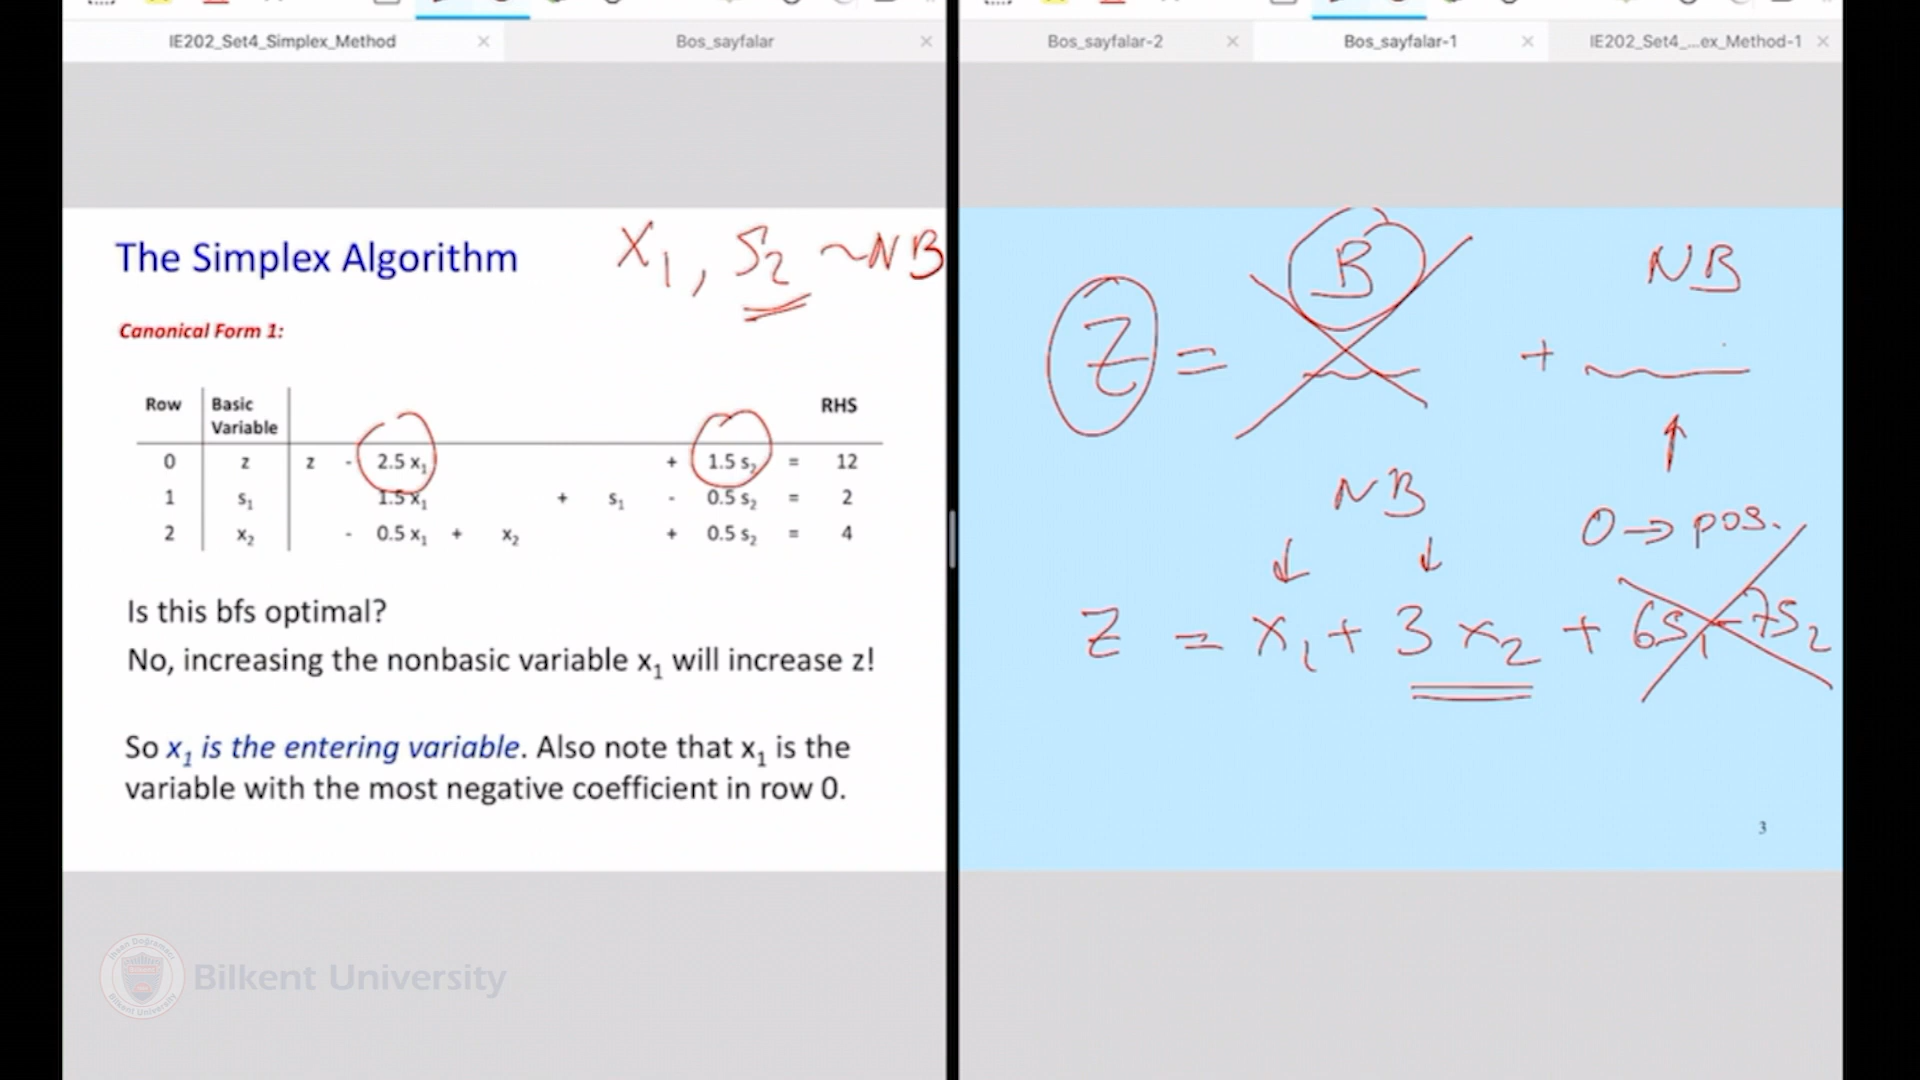 IE202_Set4_Simplex_Method × Bos_sayfalar ×
The Simplex Algorithm X₁, S₂ ~NB
Canonical Form 1:
Row Basic Variable RHS
0 z z - 2.5 x₁ + 1.5 s₂ = 12
1 s₁ 1.5 x₁ + s₁ - 0.5 s₂ = 2
2 x₂ - 0.5 x₁ + x₂ + 0.5 s₂ = 4
Is this bfs optimal?
No, increasing the nonbasic variable x₁ will increase z!
So x₁ is the entering variable. Also note that x₁ is the
variable with the most negative coefficient in row 0.
Bilkent University
Bos_sayfalar-2 × Bos_sayfalar-1 × IE202_Set4_...ex_Method-1 ×
B NB
Z = +
NB
0 → pos.
Z = x₁ + 3 x₂ + 6S₁ - 7S₂
3